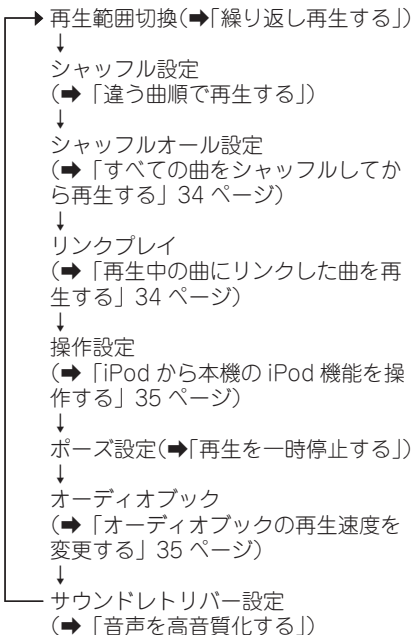 再生範囲切換(➡「繰り返し再生する」)
↓
シャッフル設定
(➡「違う曲順で再生する」)
↓
シャッフルオール設定
(➡「すべての曲をシャッフルしてか
ら再生する」34 ページ)
↓
リンクプレイ
(➡「再生中の曲にリンクした曲を再
生する」34 ページ)
↓
操作設定
(➡「iPod から本機の iPod 機能を操
作する」35 ページ)
↓
ポーズ設定(➡「再生を一時停止する」)
↓
オーディオブック
(➡「オーディオブックの再生速度を
変更する」35 ページ)
↓
サウンドレトリバー設定
(➡「音声を高音質化する」)